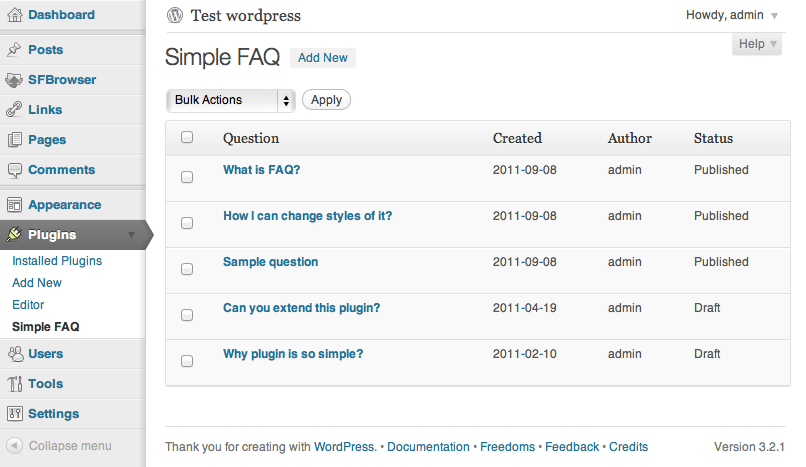 Dashboard
Posts
SFBrowser
Links
Pages
Comments
Appearance
Plugins
Installed Plugins
Add New
Editor
Simple FAQ
Users
Tools
Settings
Collapse menu
Test wordpress
Howdy, admin
Help
Simple FAQ Add New
Bulk Actions Apply
Question Created Author Status
What is FAQ? 2011-09-08 admin Published
How I can change styles of it? 2011-09-08 admin Published
Sample question 2011-09-08 admin Published
Can you extend this plugin? 2011-04-19 admin Draft
Why plugin is so simple? 2011-02-10 admin Draft
Thank you for creating with WordPress. • Documentation • Freedoms • Feedback • Credits Version 3.2.1